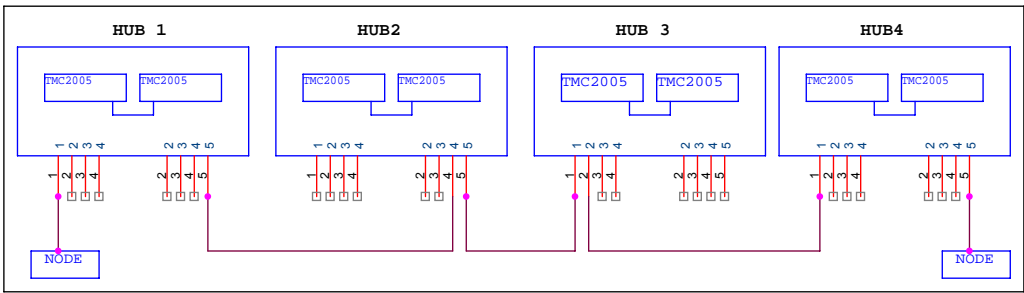 HUB 1 HUB2 HUB 3 HUB4
TMC2005 TMC2005 TMC2005 TMC2005 TMC2005 TMC2005 TMC2005 TMC2005
1 2 3 4 2 3 4 5 1 2 3 4 2 3 4 5 1 2 3 4 2 3 4 5 1 2 3 4 2 3 4 5
1 2 3 4 2 3 4 5 1 2 3 4 2 3 4 5 1 2 3 4 2 3 4 5 1 2 3 4 2 3 4 5
NODE NODE